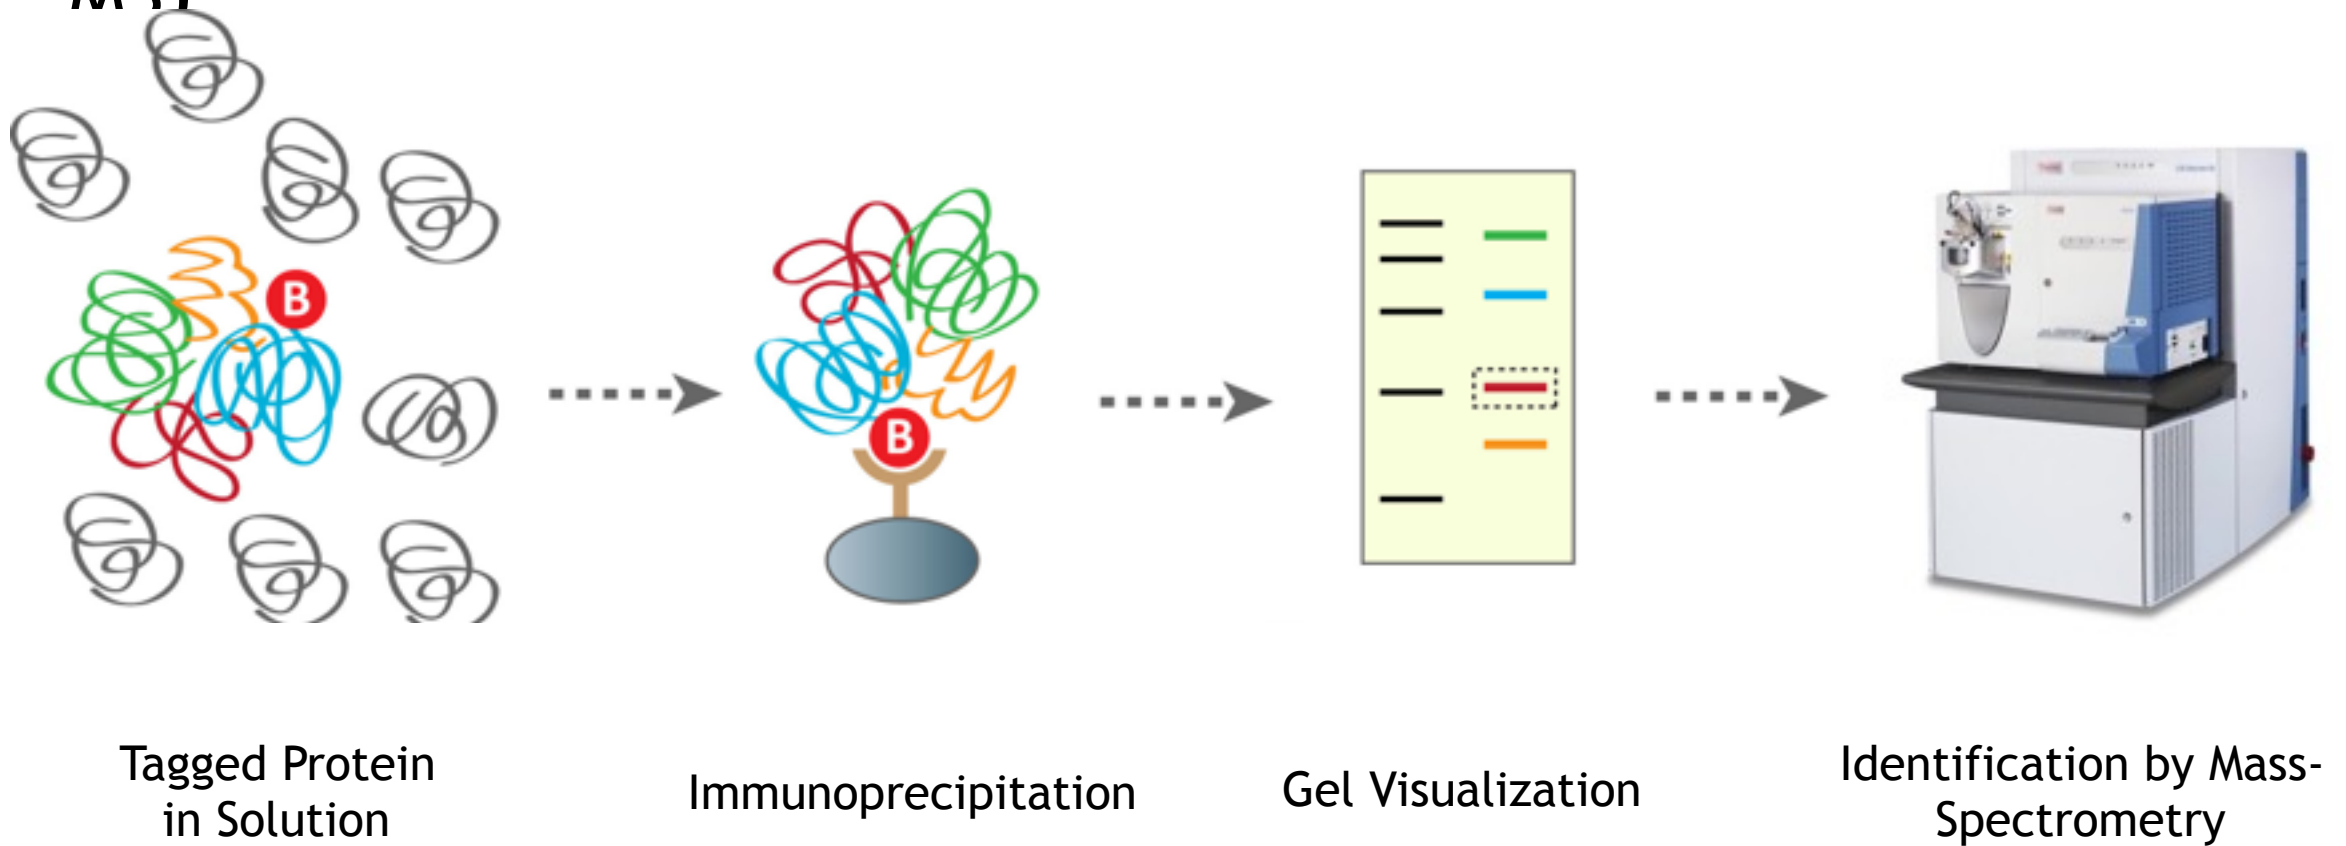 B
B
Tagged Protein
in Solution
Immunoprecipitation
Gel Visualization
Identification by Mass-
Spectrometry